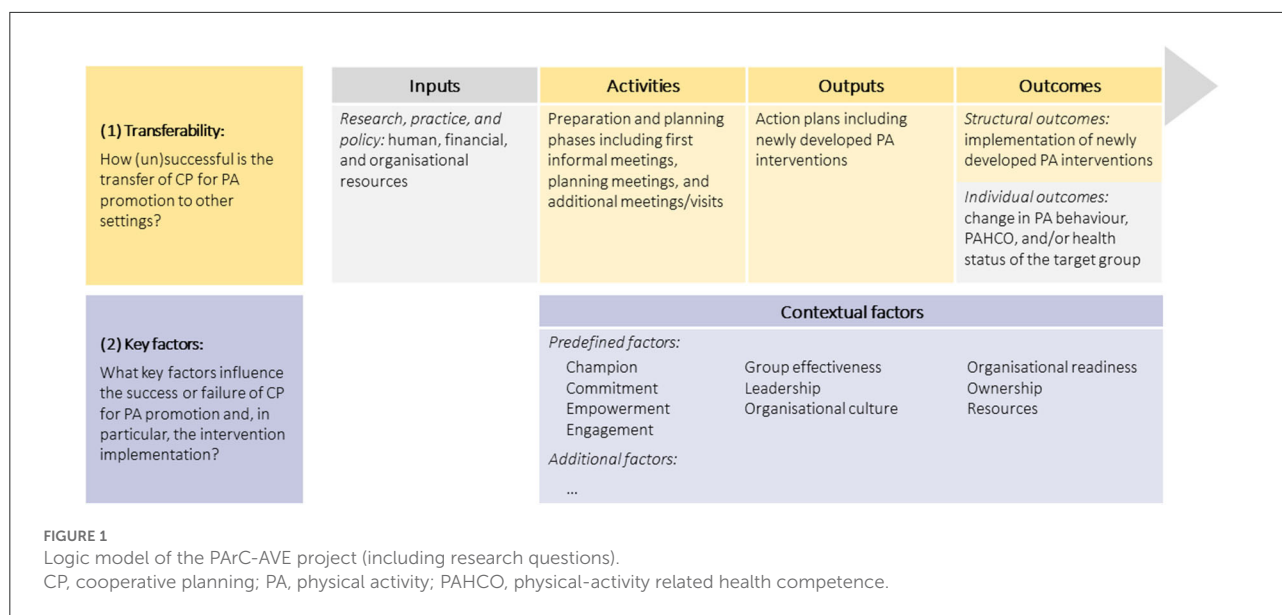 (1) Transferability:
How (un)successful is the
transfer of CP for PA
promotion to other
settings?
Inputs
Research, practice, and
policy: human, financial,
and organisational
resources
Activities
Preparation and planning
phases including first
informal meetings,
planning meetings, and
additional meetings/visits
Outputs
Action plans including
newly developed PA
interventions
Outcomes
Structural outcomes:
implementation of newly
developed PA interventions
Individual outcomes:
change in PA behaviour,
PAHCO, and/or health
status of the target group
(2) Key factors:
What key factors influence
the success or failure of CP
for PA promotion and, in
particular, the intervention
implementation?
Contextual factors
Predefined factors:
Champion
Commitment
Empowerment
Engagement
Group effectiveness
Leadership
Organisational culture
Organisational readiness
Ownership
Resources
Additional factors:
...
FIGURE 1
Logic model of the PArC-AVE project (including research questions).
CP, cooperative planning; PA, physical activity; PAHCO, physical-activity related health competence.